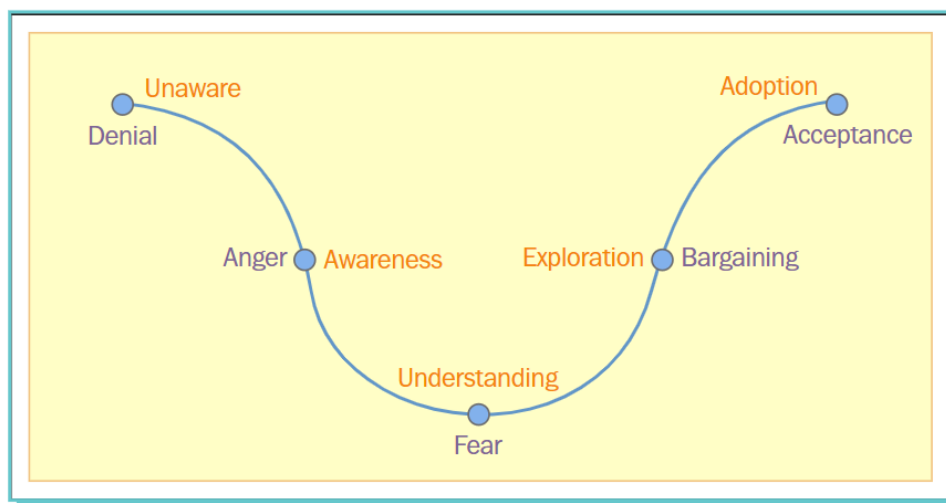 Unaware
Denial
Anger
Awareness
Understanding
Fear
Exploration
Bargaining
Adoption
Acceptance